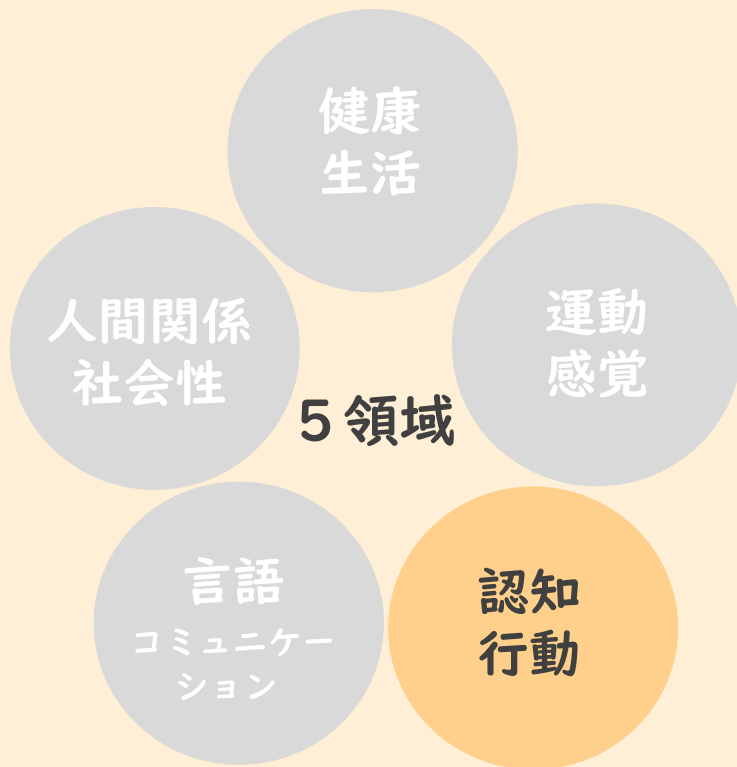 健康
生活
人間関係
社会性
運動
感覚
５領域
言語
コミュニケー
ション
認知
行動